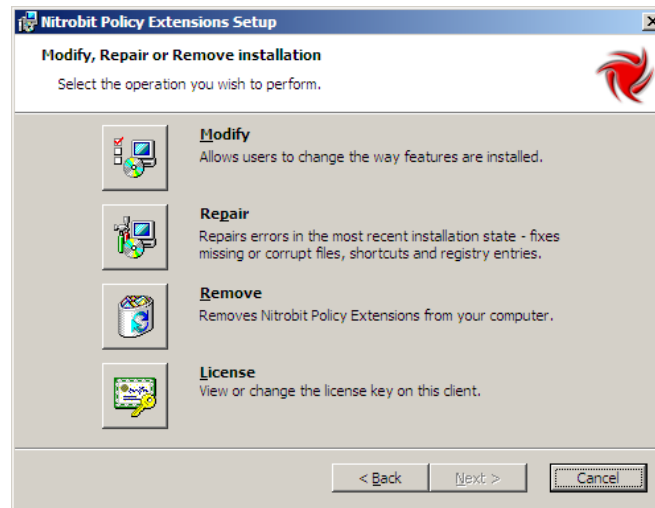 Nitrobit Policy Extensions Setup
Modify, Repair or Remove installation
Select the operation you wish to perform.
Modify
Allows users to change the way features are installed.
Repair
Repairs errors in the most recent installation state - fixes
missing or corrupt files, shortcuts and registry entries.
Remove
Removes Nitrobit Policy Extensions from your computer.
License
View or change the license key on this client.
< Back
Next >
Cancel